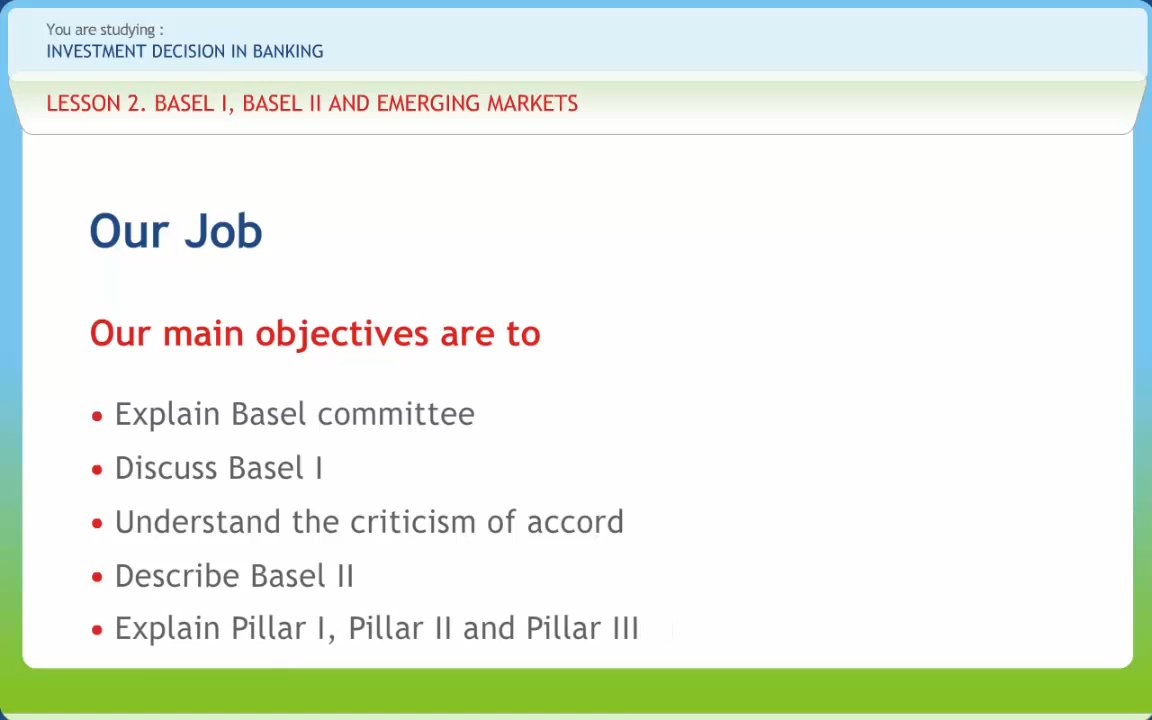 You are studying :
INVESTMENT DECISION IN BANKING
LESSON 2. BASEL I, BASEL II AND EMERGING MARKETS
Our Job
Our main objectives are to
• Explain Basel committee
• Discuss Basel I
• Understand the criticism of accord
• Describe Basel II
• Explain Pillar I, Pillar II and Pillar III